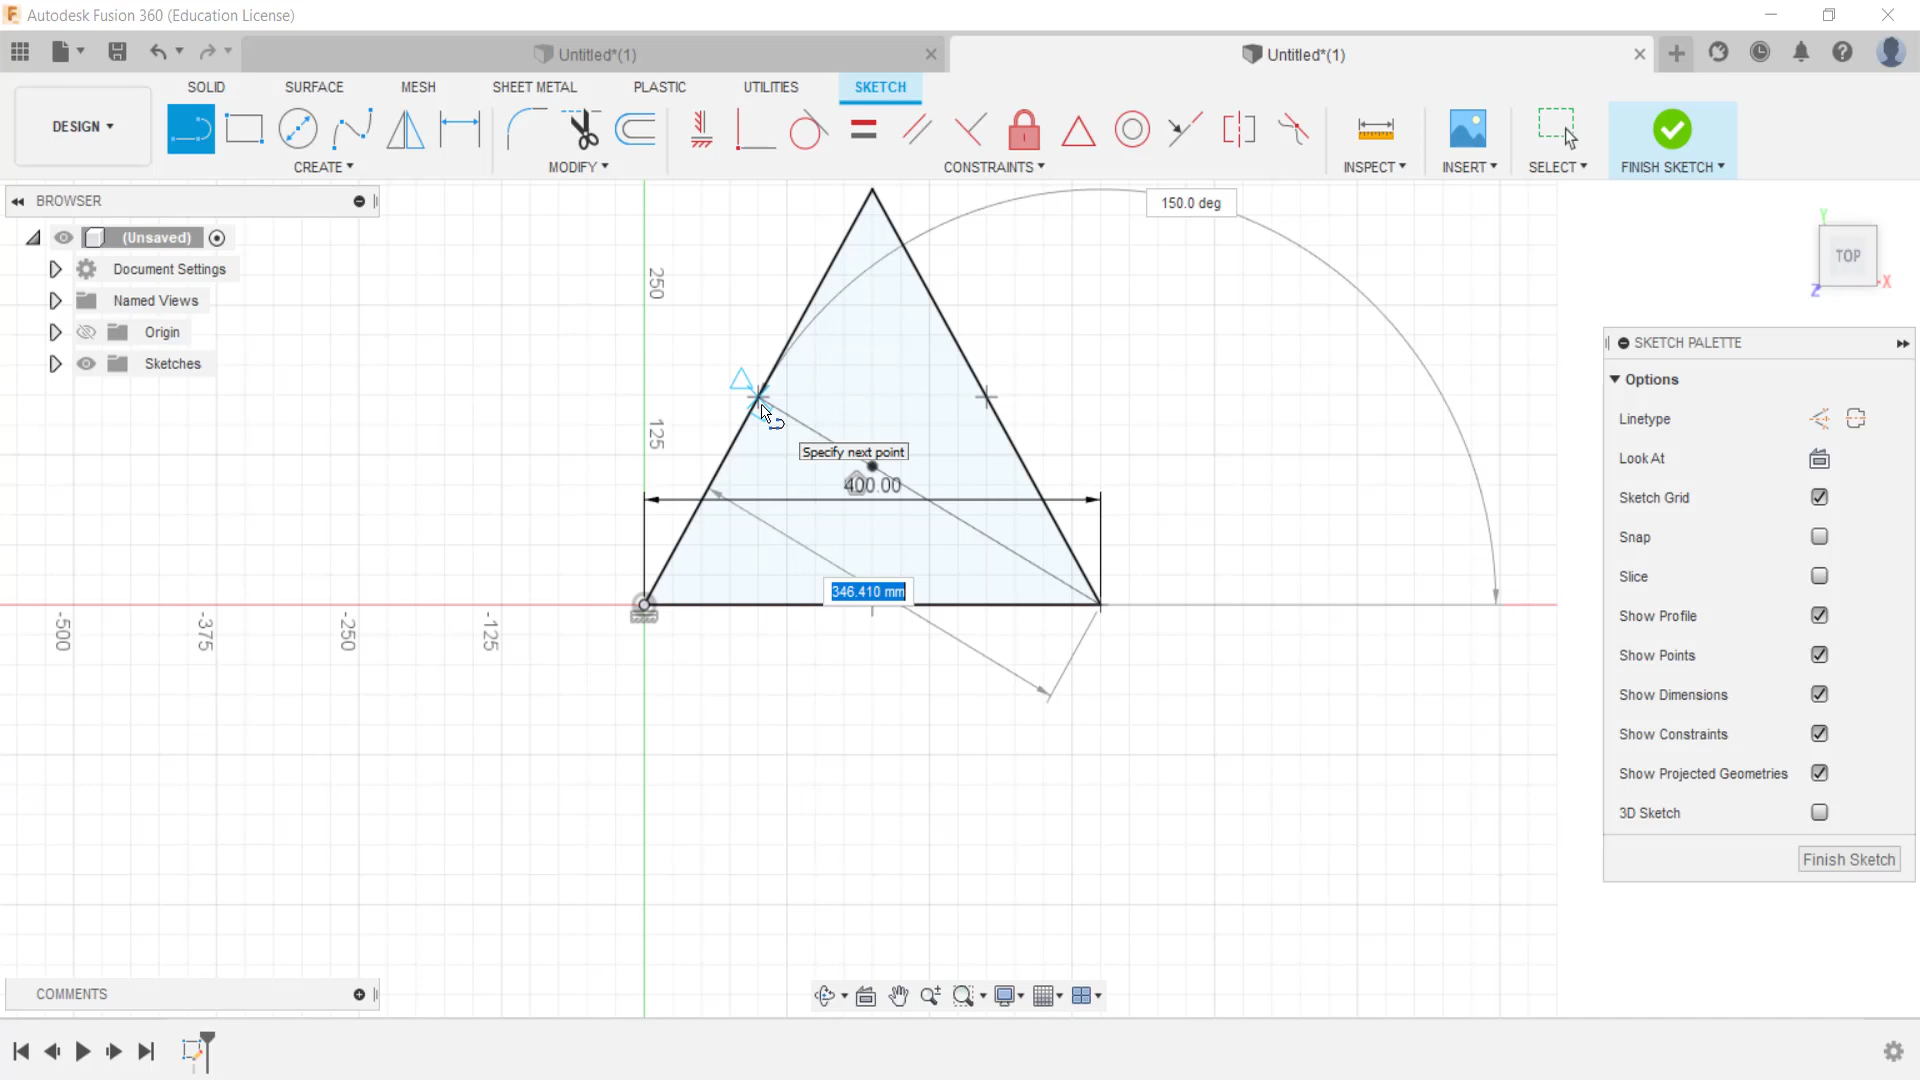 Autodesk Fusion 360 (Education License)
Untitled*(1)
Untitled*(1)
SOLID
SURFACE
MESH
SHEET METAL
PLASTIC
UTILITIES
SKETCH
DESIGN
CREATE
MODIFY
CONSTRAINTS
INSPECT
INSERT
SELECT
FINISH SKETCH
BROWSER
(Unsaved)
Document Settings
Named Views
Origin
Sketches
150.0 deg
250
125
Specify next point
400.00
346.410 mm
-500
-375
-250
-125
Y
TOP
X
Z
SKETCH PALETTE
Options
Linetype
Look At
Sketch Grid
Snap
Slice
Show Profile
Show Points
Show Dimensions
Show Constraints
Show Projected Geometries
3D Sketch
Finish Sketch
COMMENTS